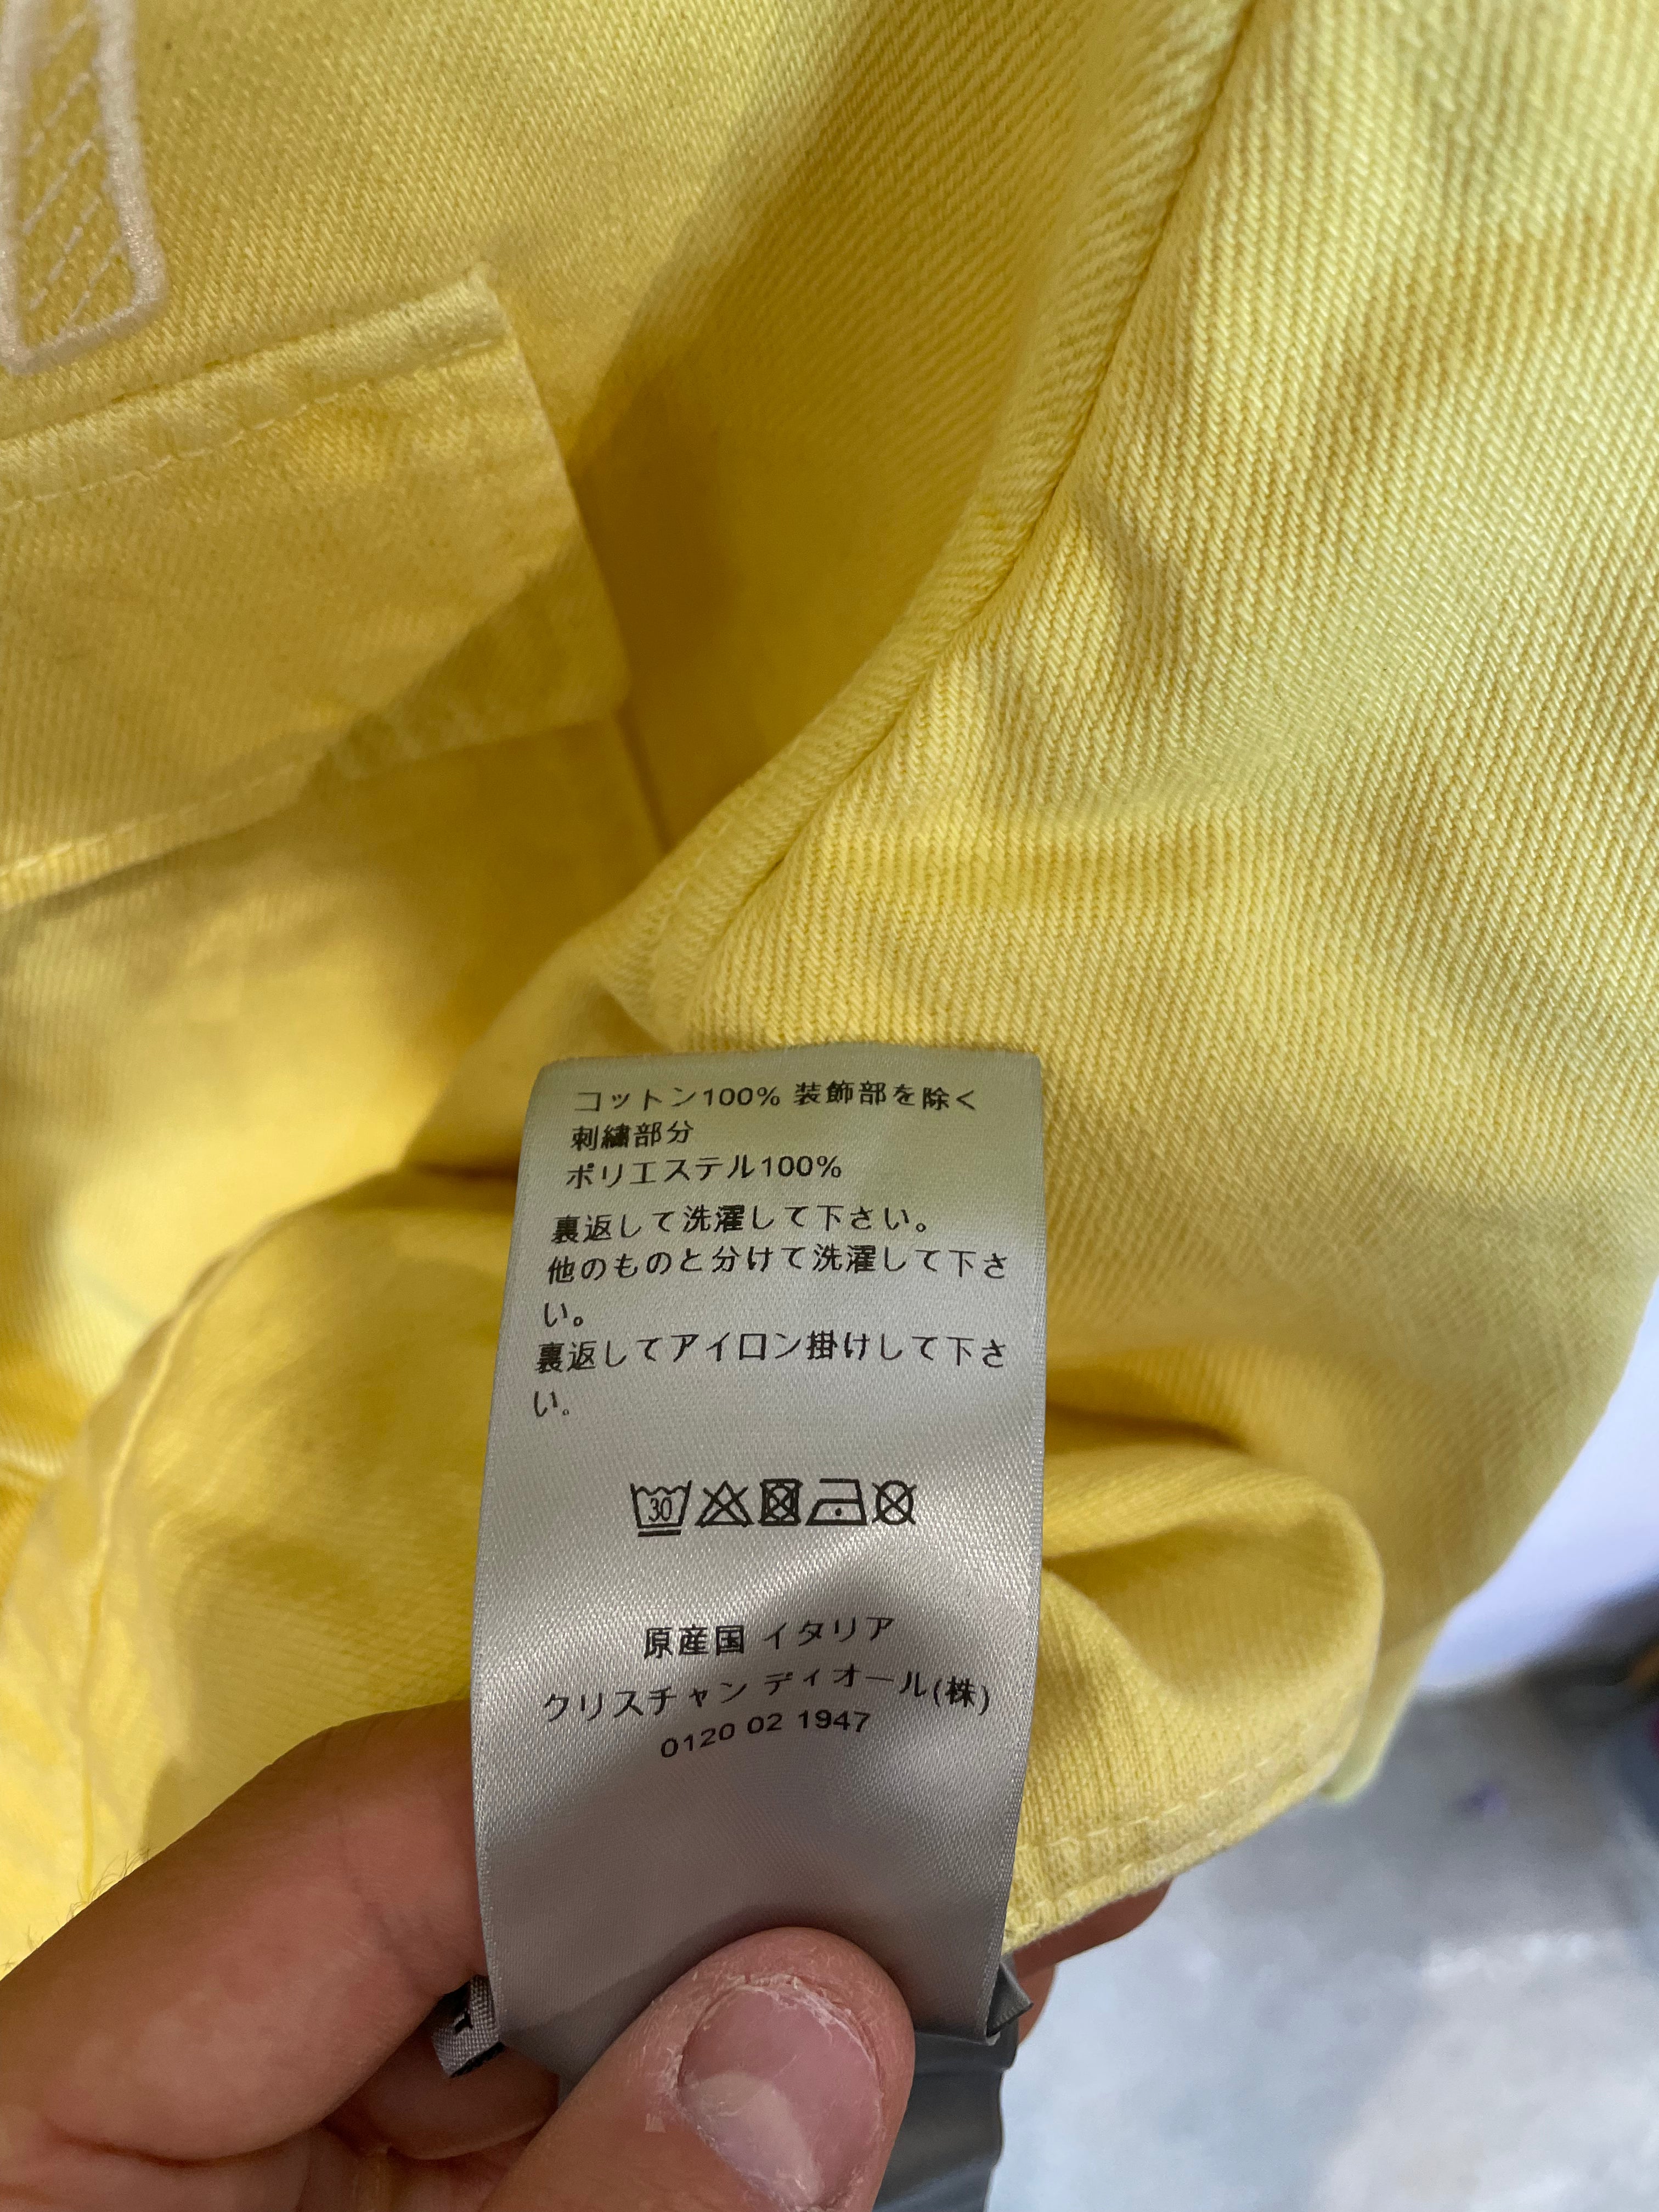 コットン100% 装飾部を除く
刺繍部分
ポリエステル100%
裏返して洗濯して下さい。
他のものと分けて洗濯して下さ
い。
裏返してアイロン掛けして下さ
い。
30
原産国 イタリア
クリスチャン ディオール(株)
0120 02 1947